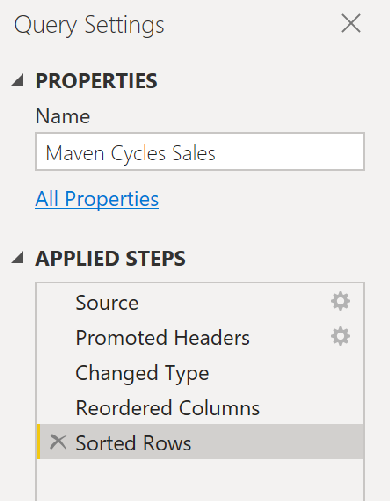 Query Settings
PROPERTIES
Name
Maven Cycles Sales
All Properties
APPLIED STEPS
Source
Promoted Headers
Changed Type
Reordered Columns
Sorted Rows